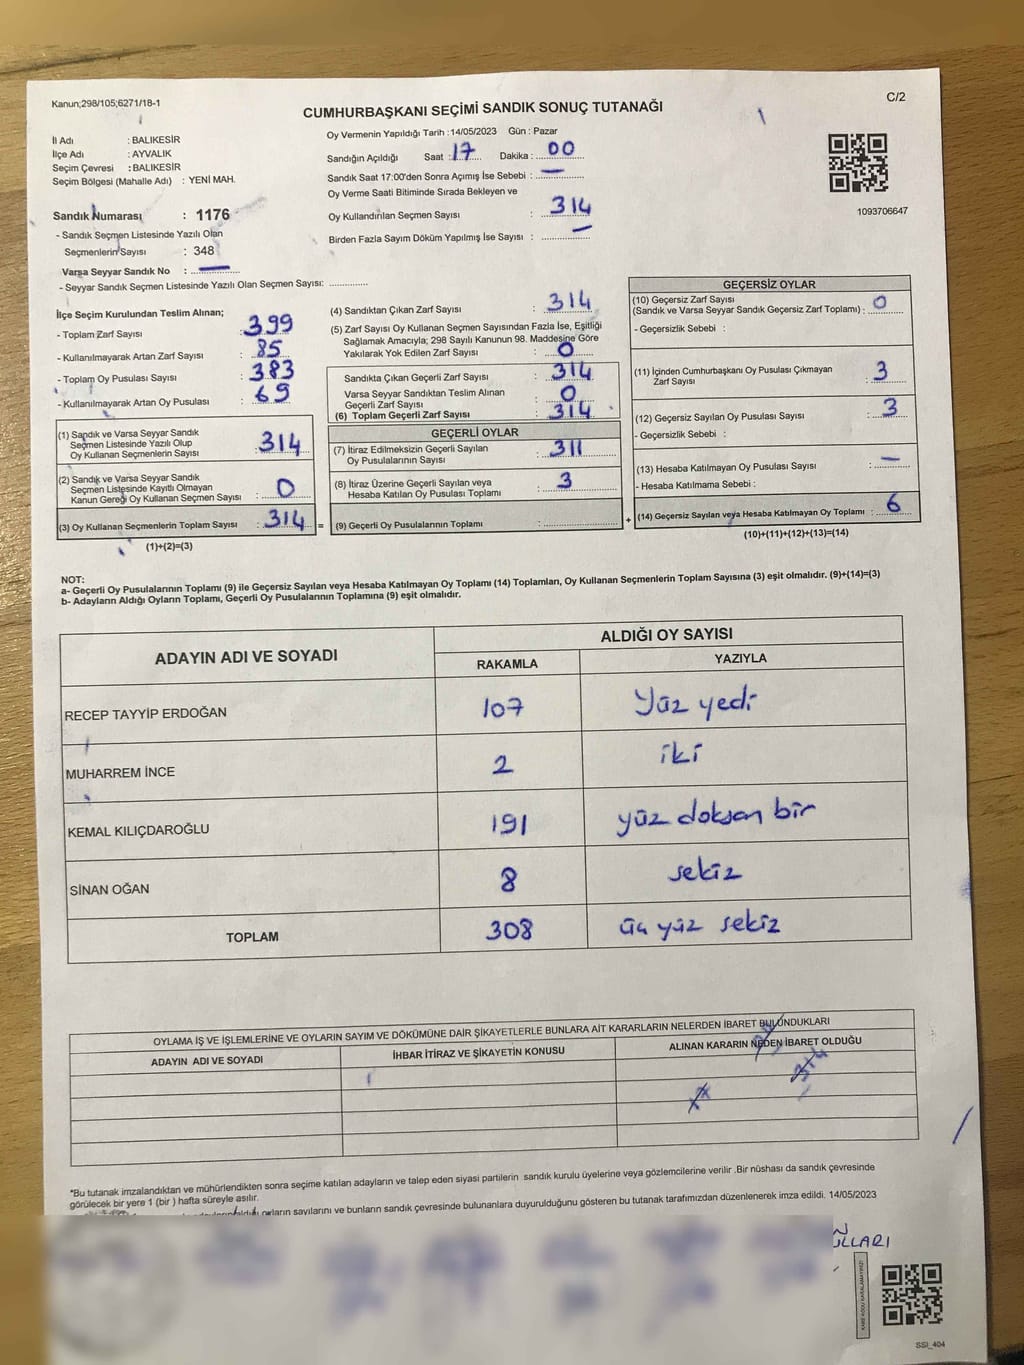 Kanun;298/105;6271/18-1
C/2
CUMHURBAŞKANI SEÇİMİ SANDIK SONUÇ TUTANAĞI
İl Adı : BALIKESİR
İlçe Adı : AYVALIK
Seçim Çevresi : BALIKESİR
Seçim Bölgesi (Mahalle Adı) : YENİ MAH.
Sandık Numarası : 1176
- Sandık Seçmen Listesinde Yazılı Olan
Seçmenlerin Sayısı : 348
Varsa Seyyar Sandık No :
- Seyyar Sandık Seçmen Listesinde Yazılı Olan Seçmen Sayısı:
Oy Vermenin Yapıldığı Tarih :14/05/2023 Gün : Pazar
Sandığın Açıldığı Saat : 17 Dakika : 00
Sandık Saat 17:00'den Sonra Açımış İse Sebebi : —
Oy Verme Saati Bitiminde Sırada Bekleyen ve
Oy Kullandırılan Seçmen Sayısı : 314
Birden Fazla Sayım Döküm Yapılmış İse Sayısı : —
1093706647
İlçe Seçim Kurulundan Teslim Alınan;
- Toplam Zarf Sayısı : 399
- Kullanılmayarak Artan Zarf Sayısı : 85
- Toplam Oy Pusulası Sayısı : 383
- Kullanılmayarak Artan Oy Pusulası : 69
(1) Sandık ve Varsa Seyyar Sandık
Seçmen Listesinde Yazılı Olup
Oy Kullanan Seçmenlerin Sayısı : 314
(2) Sandık ve Varsa Seyyar Sandık
Seçmen Listesinde Kayıtlı Olmayan
Kanun Gereği Oy Kullanan Seçmen Sayısı : 0
(3) Oy Kullanan Seçmenlerin Toplam Sayısı : 314 =
(1)+(2)=(3)
(4) Sandıktan Çıkan Zarf Sayısı : 314
(5) Zarf Sayısı Oy Kullanan Seçmen Sayısından Fazla İse, Eşitliği
Sağlamak Amacıyla; 298 Sayılı Kanunun 98. Maddesine Göre
Yakılarak Yok Edilen Zarf Sayısı : 0
Sandıkta Çıkan Geçerli Zarf Sayısı : 314
Varsa Seyyar Sandıktan Teslim Alınan
Geçerli Zarf Sayısı : 0
(6) Toplam Geçerli Zarf Sayısı : 314
GEÇERLİ OYLAR
(7) İtiraz Edilmeksizin Geçerli Sayılan
Oy Pusulalarının Sayısı : 311
(8) İtiraz Üzerine Geçerli Sayılan veya
Hesaba Katılan Oy Pusulası Toplamı : 3
(9) Geçerli Oy Pusulalarının Toplamı : +
GEÇERSİZ OYLAR
(10) Geçersiz Zarf Sayısı
(Sandık ve Varsa Seyyar Sandık Geçersiz Zarf Toplamı) : 0
- Geçersizlik Sebebi :
(11) İçinden Cumhurbaşkanı Oy Pusulası Çıkmayan
Zarf Sayısı : 3
(12) Geçersiz Sayılan Oy Pusulası Sayısı : 3
- Geçersizlik Sebebi :
(13) Hesaba Katılmayan Oy Pusulası Sayısı : —
- Hesaba Katılmama Sebebi :
(14) Geçersiz Sayılan veya Hesaba Katılmayan Oy Toplamı : 6
(10)+(11)+(12)+(13)=(14)
NOT:
a- Geçerli Oy Pusulalarının Toplamı (9) ile Geçersiz Sayılan veya Hesaba Katılmayan Oy Toplamı (14) Toplamları, Oy Kullanan Seçmenlerin Toplam Sayısına (3) eşit olmalıdır. (9)+(14)=(3)
b- Adayların Aldığı Oyların Toplamı, Geçerli Oy Pusulalarının Toplamına (9) eşit olmalıdır.
ADAYIN ADI VE SOYADI
ALDIĞI OY SAYISI
RAKAMLA YAZIYLA
RECEP TAYYİP ERDOĞAN 107 Yüz yedi
MUHARREM İNCE 2 iki
KEMAL KILIÇDAROĞLU 191 yüz doksan bir
SİNAN OĞAN 8 sekiz
TOPLAM 308 üç yüz sekiz
OYLAMA İŞ VE İŞLEMLERİNE VE OYLARIN SAYIM VE DÖKÜMÜNE DAİR ŞİKAYETLERLE BUNLARA AİT KARARLARIN NELERDEN İBARET BULUNDUKLARI
ADAYIN ADI VE SOYADI İHBAR İTİRAZ VE ŞİKAYETİN KONUSU ALINAN KARARIN NEDEN İBARET OLDUĞU
*Bu tutanak imzalandıktan ve mühürlendikten sonra seçime katılan adayların ve talep eden siyasi partilerin sandık kurulu üyelerine veya gözlemcilerine verilir .Bir nüshası da sandık çevresinde
görülecek bir yere 1 (bir ) hafta süreyle asılır.
oyların sayılarını ve bunların sandık çevresinde bulunanlara duyurulduğunu gösteren bu tutanak tarafımızdan düzenlenerek imza edildi. 14/05/2023
SSİ_404